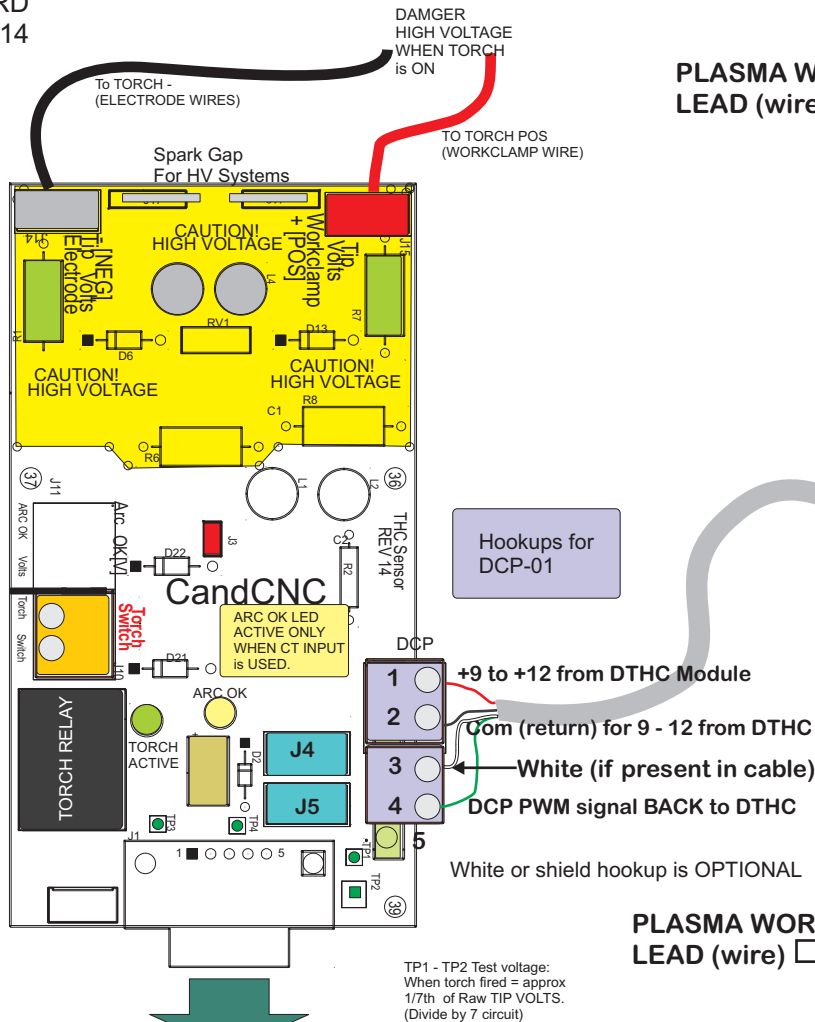 RD
14
DAMGER
HIGH VOLTAGE
WHEN TORCH
is ON
To TORCH -
(ELECTRODE WIRES)
PLASMA W
LEAD (wire
TO TORCH POS
(WORKCLAMP WIRE)
Spark Gap
For HV Systems
J14
- [NEG]
Tip Volts
Electrode
CAUTION!
HIGH VOLTAGE
Tip
Volts
Workclamp
+ [POS]
J15
L4
R7
RV1
D6
D13
CAUTION!
HIGH VOLTAGE
CAUTION!
HIGH VOLTAGE
R8
C1
R6
37
J11
L1
L2
36
ARC OK Volts
Arc OK[V]
J3
D22
C2
R2
THC Sensor
REV 14
Hookups for
DCP-01
CandCNC
Torch Switch
Torch
Switch
J10
D21
ARC OK LED
ACTIVE ONLY
WHEN CT INPUT
is USED.
DCP
1
+9 to +12 from DTHC Module
2
Com (return) for 9 - 12 from DTHC
TORCH RELAY
TORCH
ACTIVE
ARC OK
+
D2
J4
J5
3
White (if present in cable)
4
DCP PWM signal BACK to DTHC
5
TP3
TP4
J1
1
5
TP1
TP2
39
White or shield hookup is OPTIONAL
PLASMA WOR
LEAD (wire)
TP1 - TP2 Test voltage:
When torch fired = approx
1/7th of Raw TIP VOLTS.
(Divide by 7 circuit)